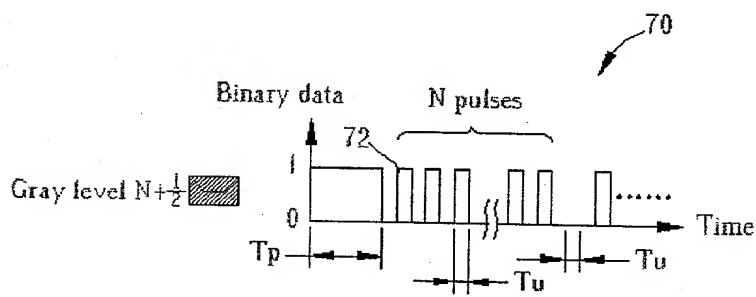 70
Binary data
N pulses
72
1
Gray level N+1/2
0
Time
Tp
Tu
Tu